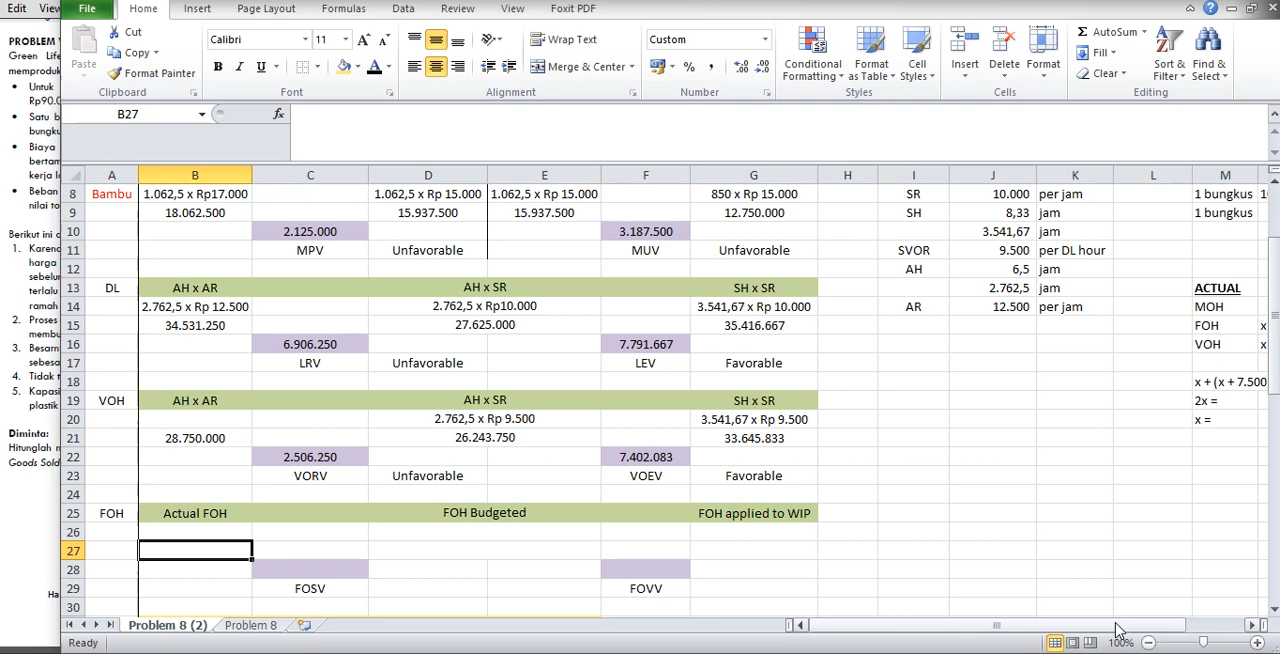 Edit View
File Home Insert Page Layout Formulas Data Review View Foxit PDF
Paste Cut Copy Format Painter Clipboard
Calibri 11 Font
Wrap Text Merge & Center Alignment
Custom Number
Conditional Formatting Format as Table Cell Styles Styles
Insert Delete Format Cells
AutoSum Fill Clear Sort & Filter Find & Select Editing
B27 fx
A B C D E F G H I J K L M
8 Bambu 1.062,5 x Rp17.000 1.062,5 x Rp 15.000 1.062,5 x Rp 15.000 850 x Rp 15.000 SR 10.000 per jam 1 bungkus
9 18.062.500 15.937.500 15.937.500 12.750.000 SH 8,33 jam 1 bungkus
10 2.125.000 3.187.500 3.541,67 jam
11 MPV Unfavorable MUV Unfavorable SVOR 9.500 per DL hour
12 AH 6,5 jam
13 DL AH x AR AH x SR SH x SR 2.762,5 jam ACTUAL
14 2.762,5 x Rp 12.500 2.762,5 x Rp10.000 3.541,67 x Rp 10.000 AR 12.500 per jam MOH
15 34.531.250 27.625.000 35.416.667 FOH x
16 6.906.250 7.791.667 VOH x
17 LRV Unfavorable LEV Favorable
18 x + (x + 7.500
19 VOH AH x AR AH x SR SH x SR 2x =
20 2.762,5 x Rp 9.500 3.541,67 x Rp 9.500 x =
21 28.750.000 26.243.750 33.645.833
22 2.506.250 7.402.083
23 VORV Unfavorable VOEV Favorable
24
25 FOH Actual FOH FOH Budgeted FOH applied to WIP
26
27
28
29 FOSV FOVV
30
Problem 8 (2) Problem 8
Ready 100%
PROBLEM
Green Life
memproduk
Untuk
Rp90.0
Satu b
bungku
Biaya
bertam
kerja l
Beban
nilai to
Berikut ini
1. Karen
harga
sebelu
terlalu
ramah
2. Proses
membu
3. Besarn
sebesa
4. Tidak t
5. Kapasi
plastik
Diminta:
Hitunglah
Goods Sold
Ha